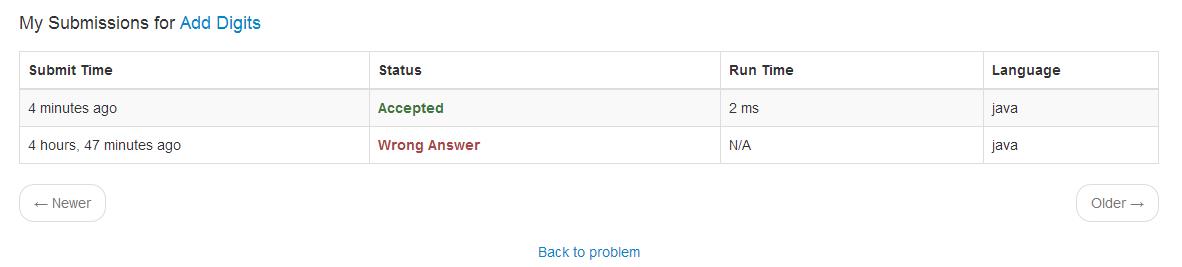 My Submissions for Add Digits
Submit Time Status Run Time Language
4 minutes ago Accepted 2 ms java
4 hours, 47 minutes ago Wrong Answer N/A java
← Newer Older →
Back to problem